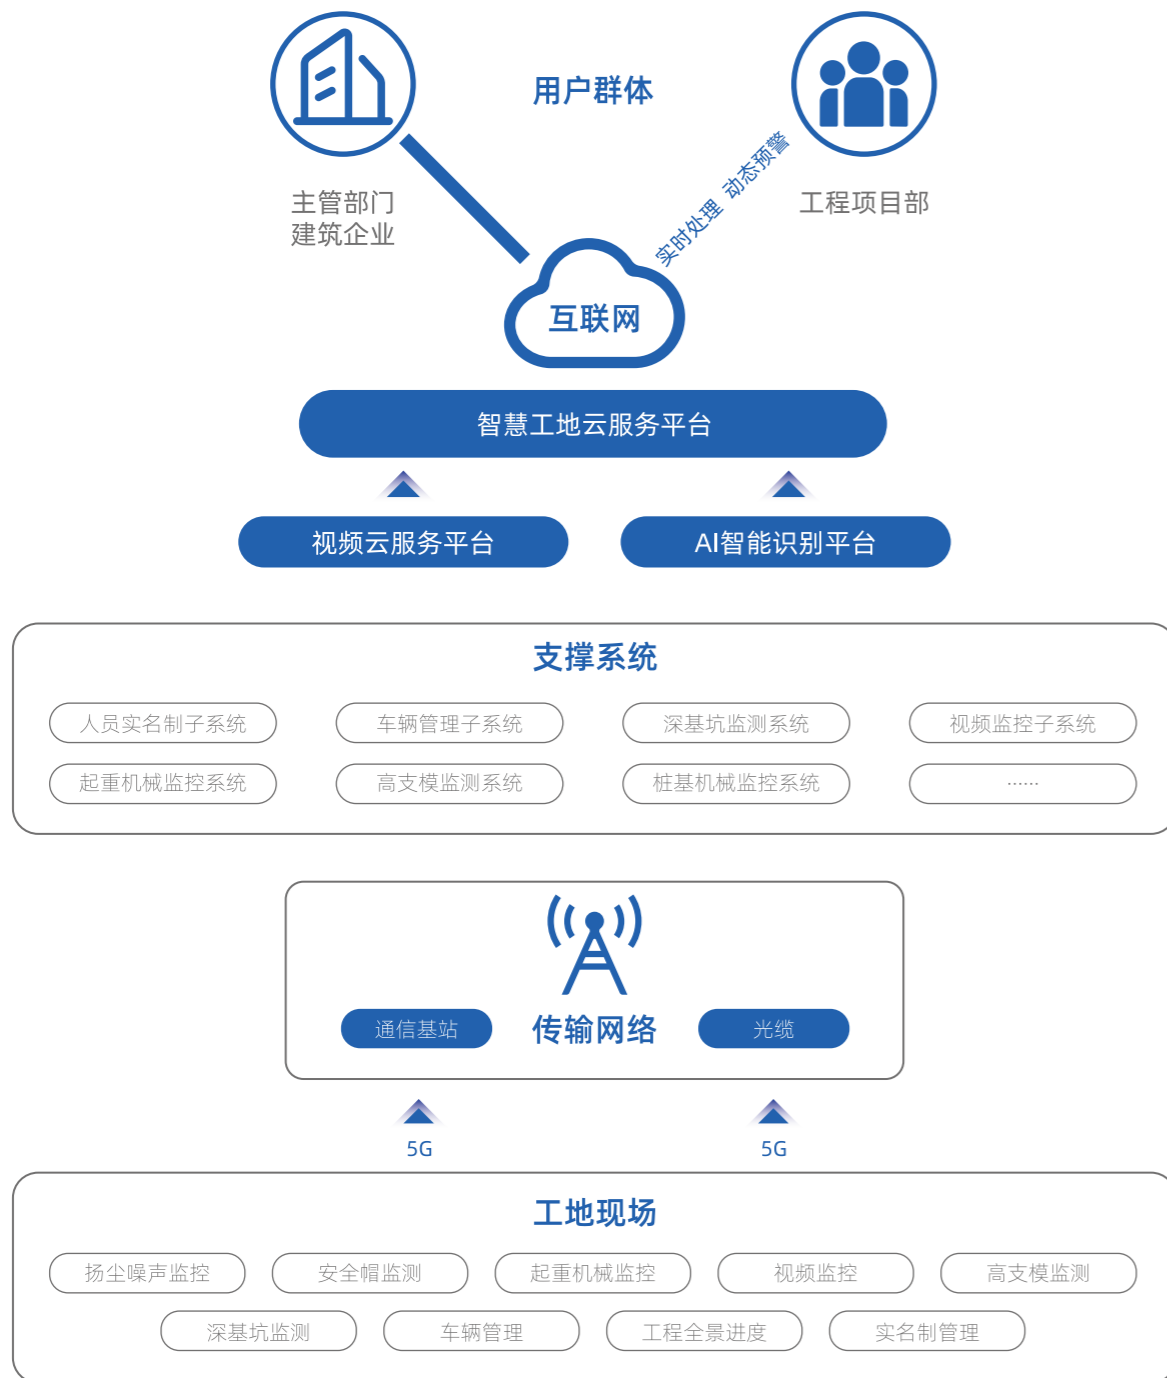 用户群体
主管部门
建筑企业
实时处理 动态预警
工程项目部
互联网
智慧工地云服务平台
视频云服务平台
AI智能识别平台
支撑系统
人员实名制子系统
车辆管理子系统
深基坑监测系统
视频监控子系统
起重机械监控系统
高支模监测系统
桩基机械监控系统
······
通信基站
传输网络
光缆
5G
5G
工地现场
扬尘噪声监控
安全帽监测
起重机械监控
视频监控
高支模监测
深基坑监测
车辆管理
工程全景进度
实名制管理